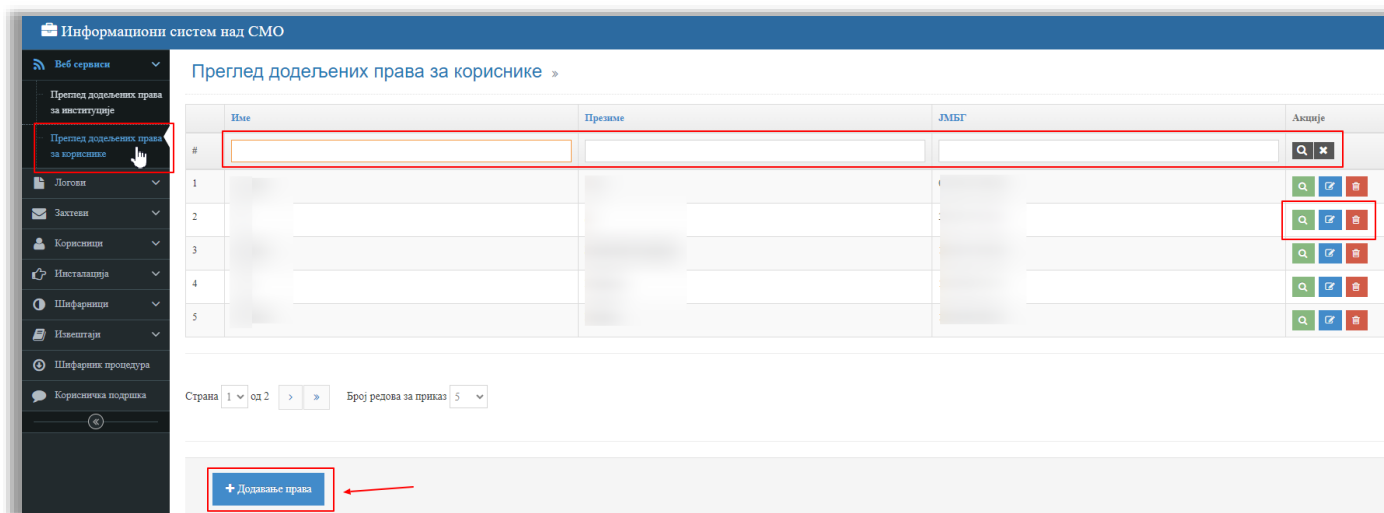 Информациони систем над СМО
Веб сервиси
Преглед додељених права
за институције
Преглед додељених права
за кориснике
Логови
Захтеви
Корисници
Инсталација
Шифарници
Извештаји
Шифарник процедура
Корисничка подршка
Преглед додељених права за кориснике »
Име Презиме ЈМБГ Акције
#
1
2
3
4
5
Страна 1 од 2 › » Број редова за приказ 5
+ Додавање права